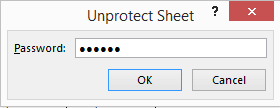 Unprotect Sheet ? ×
Password: ••••••
OK Cancel